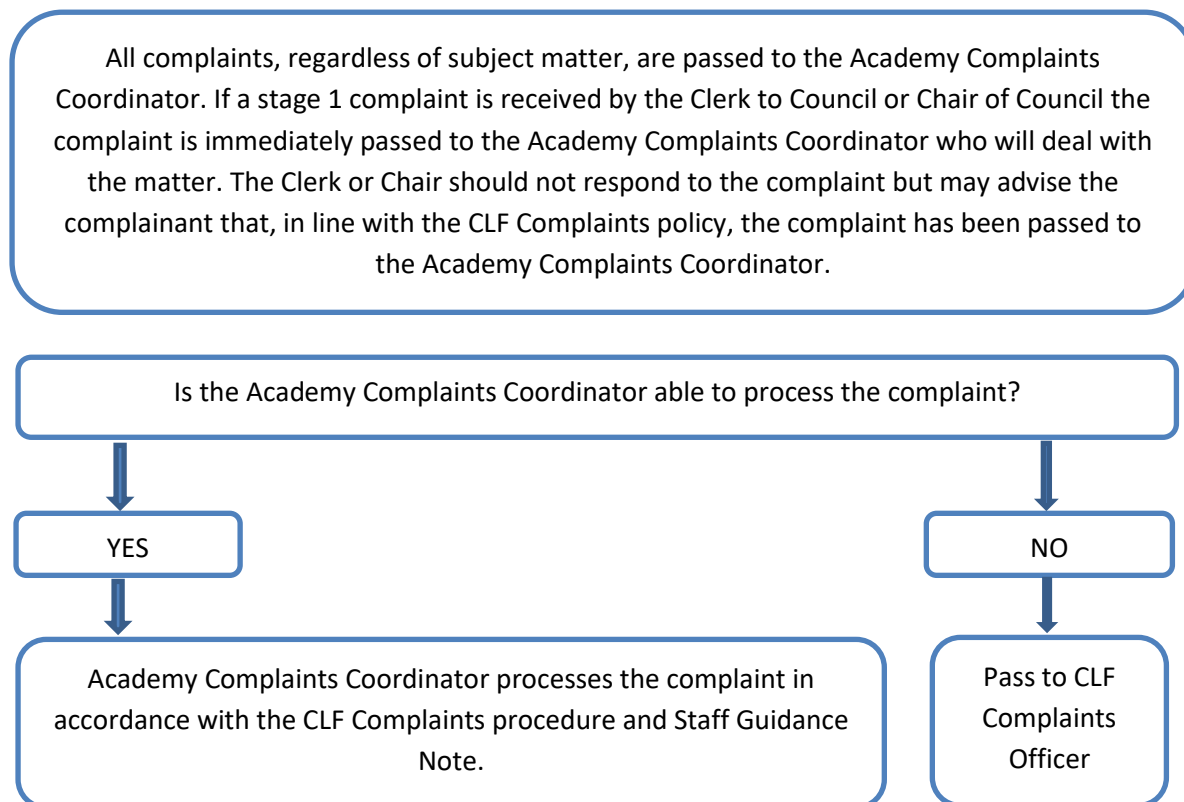 All complaints, regardless of subject matter, are passed to the Academy Complaints
Coordinator. If a stage 1 complaint is received by the Clerk to Council or Chair of Council the
complaint is immediately passed to the Academy Complaints Coordinator who will deal with
the matter. The Clerk or Chair should not respond to the complaint but may advise the
complainant that, in line with the CLF Complaints policy, the complaint has been passed to
the Academy Complaints Coordinator.
Is the Academy Complaints Coordinator able to process the complaint?
YES
NO
Academy Complaints Coordinator processes the complaint in
accordance with the CLF Complaints procedure and Staff Guidance
Note.
Pass to CLF
Complaints
Officer